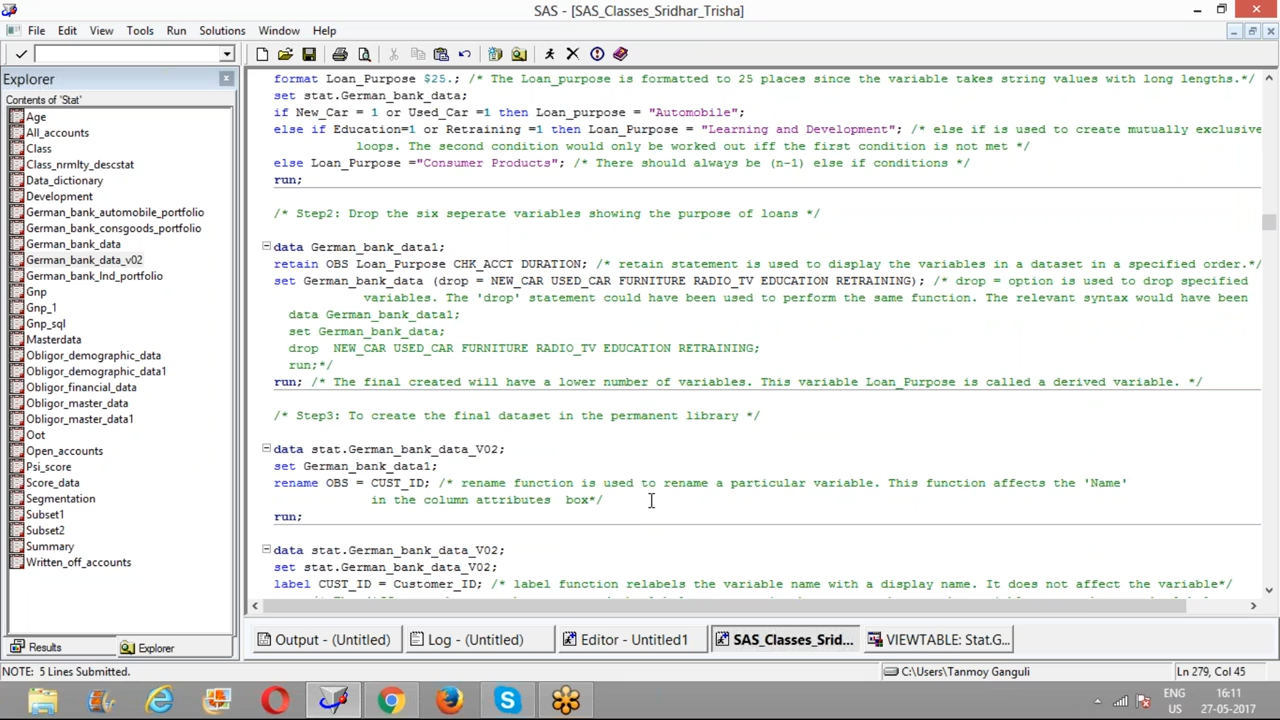 SAS - [SAS_Classes_Sridhar_Trisha]
File Edit View Tools Run Solutions Window Help
Explorer
Contents of 'Stat'
Age
All_accounts
Class
Class_nrmlty_descstat
Data_dictionary
Development
German_bank_automobile_portfolio
German_bank_consgoods_portfolio
German_bank_data
German_bank_data_v02
German_bank_lnd_portfolio
Gnp
Gnp_1
Gnp_sql
Masterdata
Obligor_demographic_data
Obligor_demographic_data1
Obligor_financial_data
Obligor_master_data
Obligor_master_data1
Oot
Open_accounts
Psi_score
Score_data
Segmentation
Subset1
Subset2
Summary
Written_off_accounts
Results Explorer
format Loan_Purpose $25.; /* The Loan_purpose is formatted to 25 places since the variable takes string values with long lengths.*/
set stat.German_bank_data;
if New_Car = 1 or Used_Car =1 then Loan_purpose = "Automobile";
else if Education=1 or Retraining =1 then Loan_Purpose = "Learning and Development"; /* else if is used to create mutually exclusive
loops. The second condition would only be worked out iff the first condition is not met */
else Loan_Purpose ="Consumer Products"; /* There should always be (n-1) else if conditions */
run;
/* Step2: Drop the six seperate variables showing the purpose of loans */
data German_bank_data1;
retain OBS Loan_Purpose CHK_ACCT DURATION; /* retain statement is used to display the variables in a dataset in a specified order.*/
set German_bank_data (drop = NEW_CAR USED_CAR FURNITURE RADIO_TV EDUCATION RETRAINING); /* drop = option is used to drop specified
variables. The 'drop' statement could have been used to perform the same function. The relevant syntax would have been
data German_bank_data1;
set German_bank_data;
drop NEW_CAR USED_CAR FURNITURE RADIO_TV EDUCATION RETRAINING;
run;*/
run; /* The final created will have a lower number of variables. This variable Loan_Purpose is called a derived variable. */
/* Step3: To create the final dataset in the permanent library */
data stat.German_bank_data_V02;
set German_bank_data1;
rename OBS = CUST_ID; /* rename function is used to rename a particular variable. This function affects the 'Name'
in the column attributes box*/
run;
data stat.German_bank_data_V02;
set stat.German_bank_data_V02;
label CUST_ID = Customer_ID; /* label function relabels the variable name with a display name. It does not affect the variable*/
Output - (Untitled) Log - (Untitled) Editor - Untitled1 SAS_Classes_Srid... VIEWTABLE: Stat.G...
NOTE: 5 Lines Submitted. C:\Users\Tanmoy Ganguli Ln 279, Col 45
ENG 16:11
US 27-05-2017